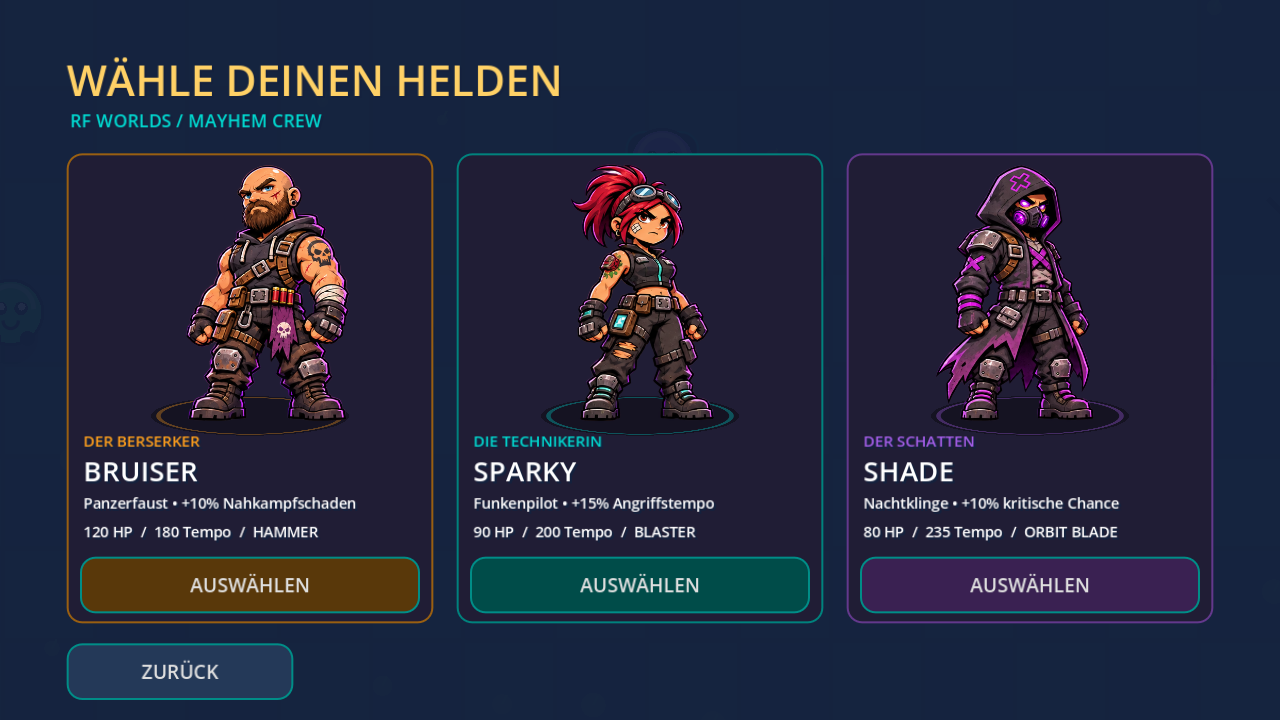 WÄHLE DEINEN HELDEN
RF WORLDS / MAYHEM CREW
DER BERSERKER
BRUISER
Panzerfaust • +10% Nahkampfschaden
120 HP / 180 Tempo / HAMMER
AUSWÄHLEN
DIE TECHNIKERIN
SPARKY
Funkenpilot • +15% Angriffstempo
90 HP / 200 Tempo / BLASTER
AUSWÄHLEN
DER SCHATTEN
SHADE
Nachtklinge • +10% kritische Chance
80 HP / 235 Tempo / ORBIT BLADE
AUSWÄHLEN
ZURÜCK